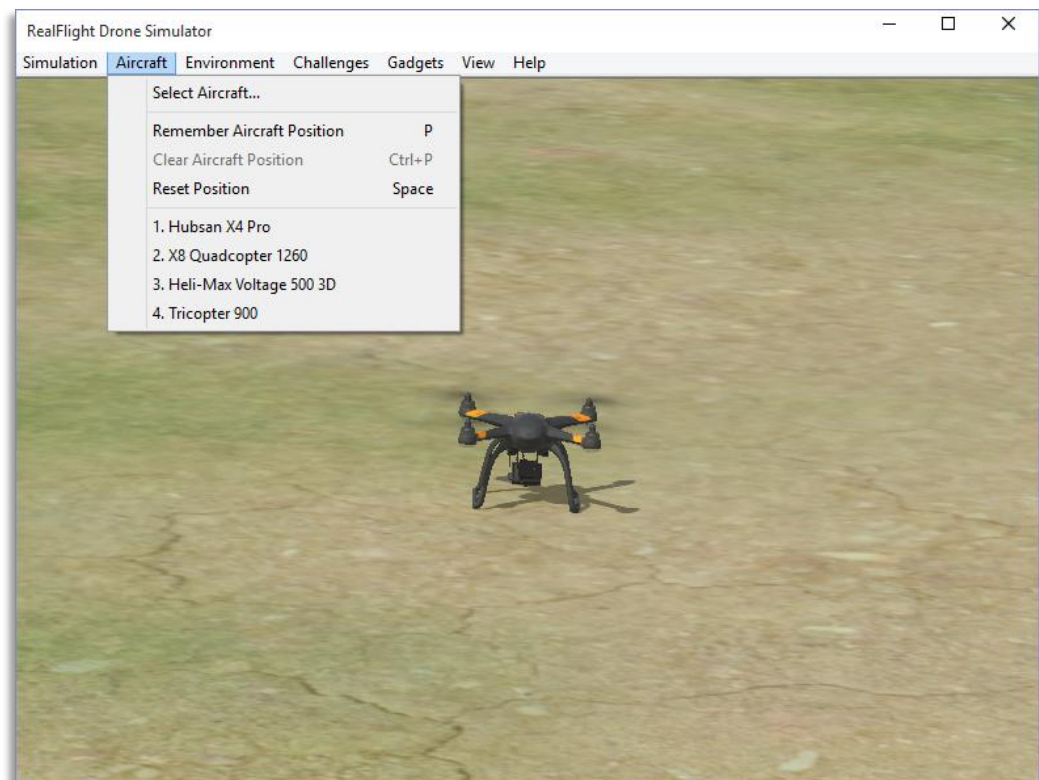 RealFlight Drone Simulator
Simulation Aircraft Environment Challenges Gadgets View Help
Select Aircraft...
Remember Aircraft Position P
Clear Aircraft Position Ctrl+P
Reset Position Space
1. Hubsan X4 Pro
2. X8 Quadcopter 1260
3. Heli-Max Voltage 500 3D
4. Tricopter 900